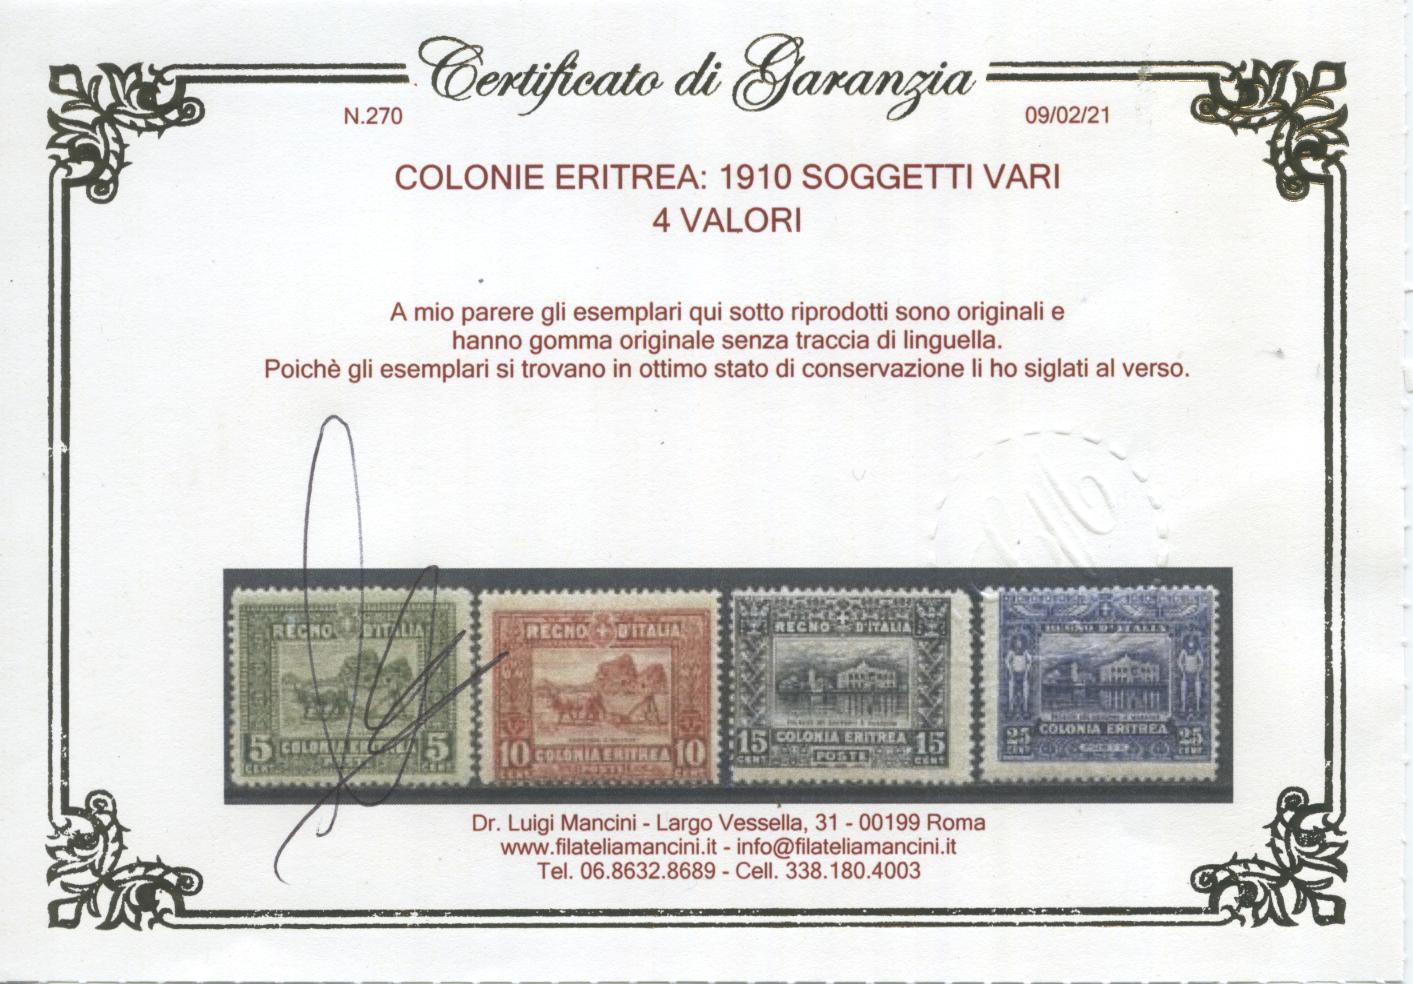 Certificato di Garanzia
N.270 09/02/21
COLONIE ERITREA: 1910 SOGGETTI VARI
4 VALORI
A mio parere gli esemplari qui sotto riprodotti sono originali e
hanno gomma originale senza traccia di linguella.
Poichè gli esemplari si trovano in ottimo stato di conservazione li ho siglati al verso.
REGNO D'ITALIA
5 COLONIA ERITREA 5
CENT CENT
REGNO D'ITALIA
10 COLONIA ERITREA 10
CENT CENT
REGNO D'ITALIA
15 COLONIA ERITREA 15
CENT POSTE CENT
REGNO D'ITALIA
COLONIA ERITREA
25 POSTE 25
Dr. Luigi Mancini - Largo Vessella, 31 - 00199 Roma
www.filateliamancini.it - info@filateliamancini.it
Tel. 06.8632.8689 - Cell. 338.180.4003